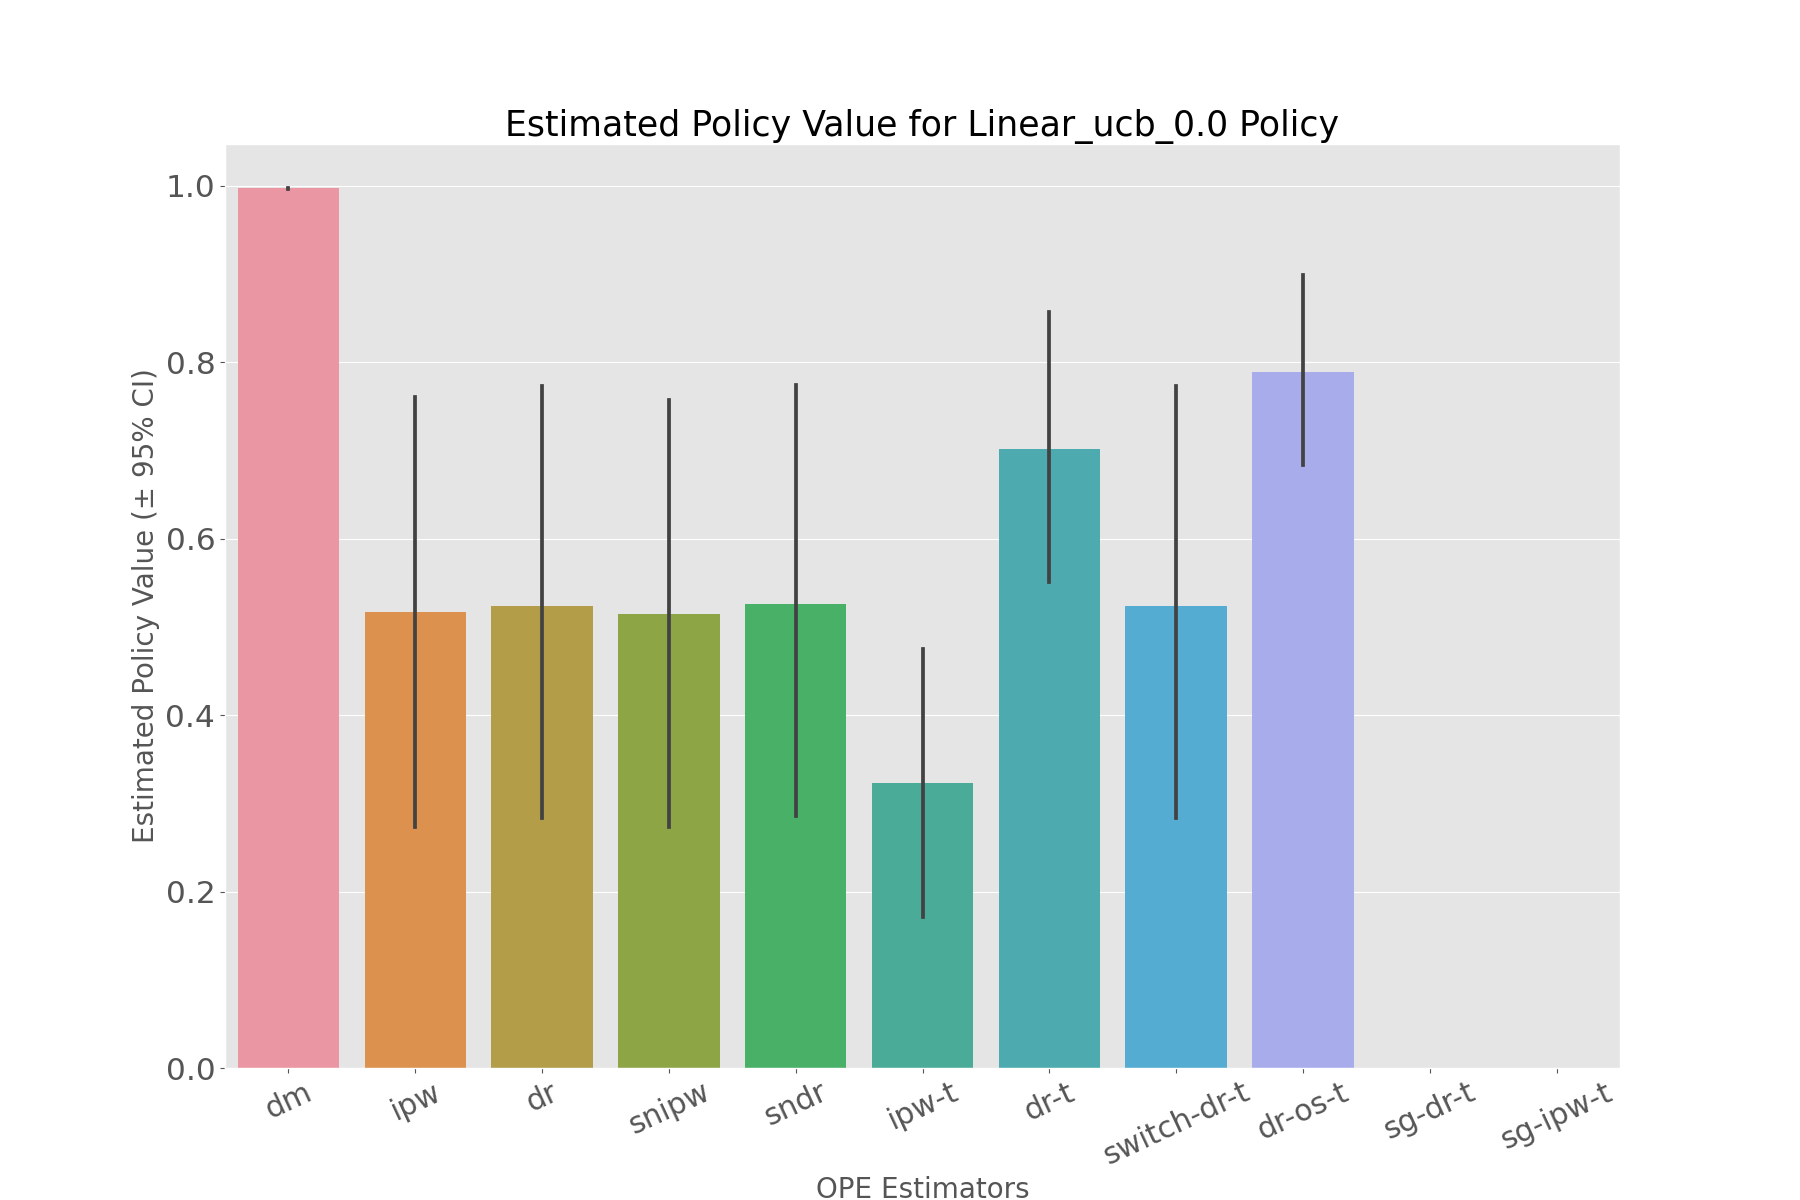 Estimated Policy Value for Linear_ucb_0.0 Policy
Estimated Policy Value (± 95% CI)
1.0
0.8
0.6
0.4
0.2
0.0
dm
ipw
dr
snipw
sndr
ipw-t
dr-t
switch-dr-t
dr-os-t
sg-dr-t
sg-ipw-t
OPE Estimators